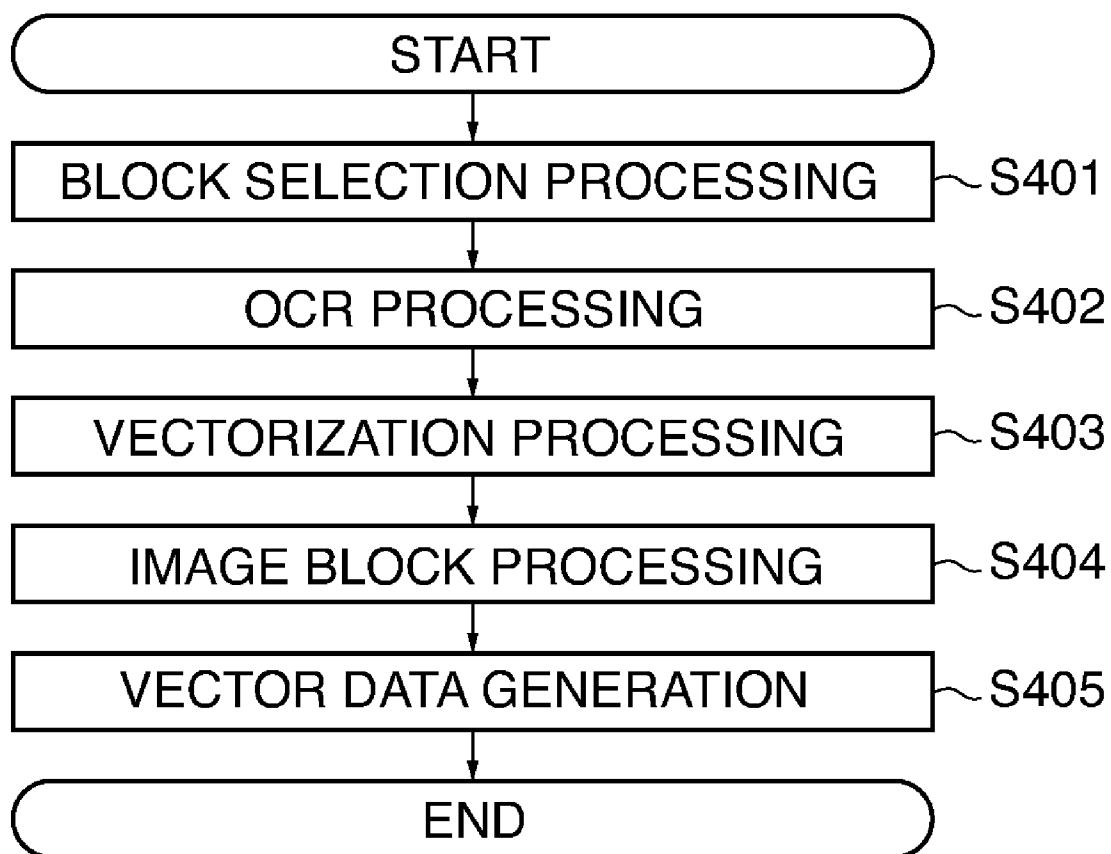 START
BLOCK SELECTION PROCESSING S401
OCR PROCESSING S402
VECTORIZATION PROCESSING S403
IMAGE BLOCK PROCESSING S404
VECTOR DATA GENERATION S405
END